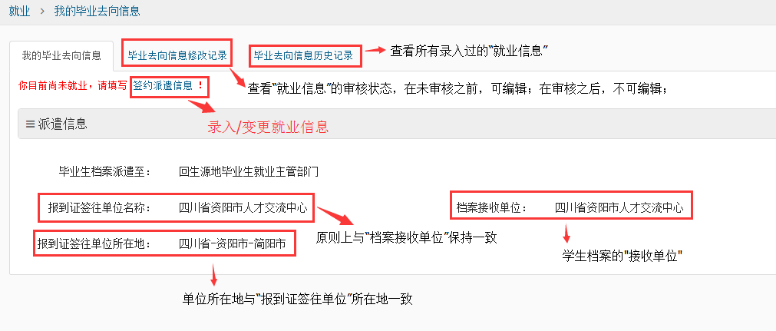 就业 > 我的毕业去向信息
我的毕业去向信息 毕业去向信息修改记录 毕业去向信息历史记录 查看所有录入过的“就业信息”
你目前尚未就业，请填写 签约派遣信息 ！ 查看“就业信息”的审核状态，在未审核之前，可编辑；在审核之后，不可编辑；
录入/变更就业信息
派遣信息
毕业生档案派遣至： 回生源地毕业生就业主管部门
报到证签往单位名称： 四川省资阳市人才交流中心 档案接收单位： 四川省资阳市人才交流中心
原则上与“档案接收单位”保持一致
报到证签往单位所在地： 四川省-资阳市-简阳市
学生档案的"接收单位"
单位所在地与“报到证签往单位”所在地一致